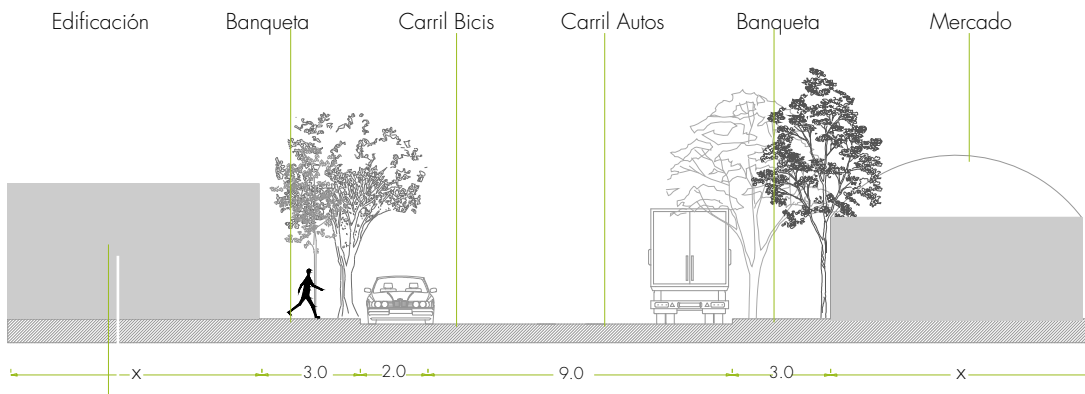 Edificación Banqueta Carril Bicis Carril Autos Banqueta Mercado
x 3.0 2.0 9.0 3.0 x